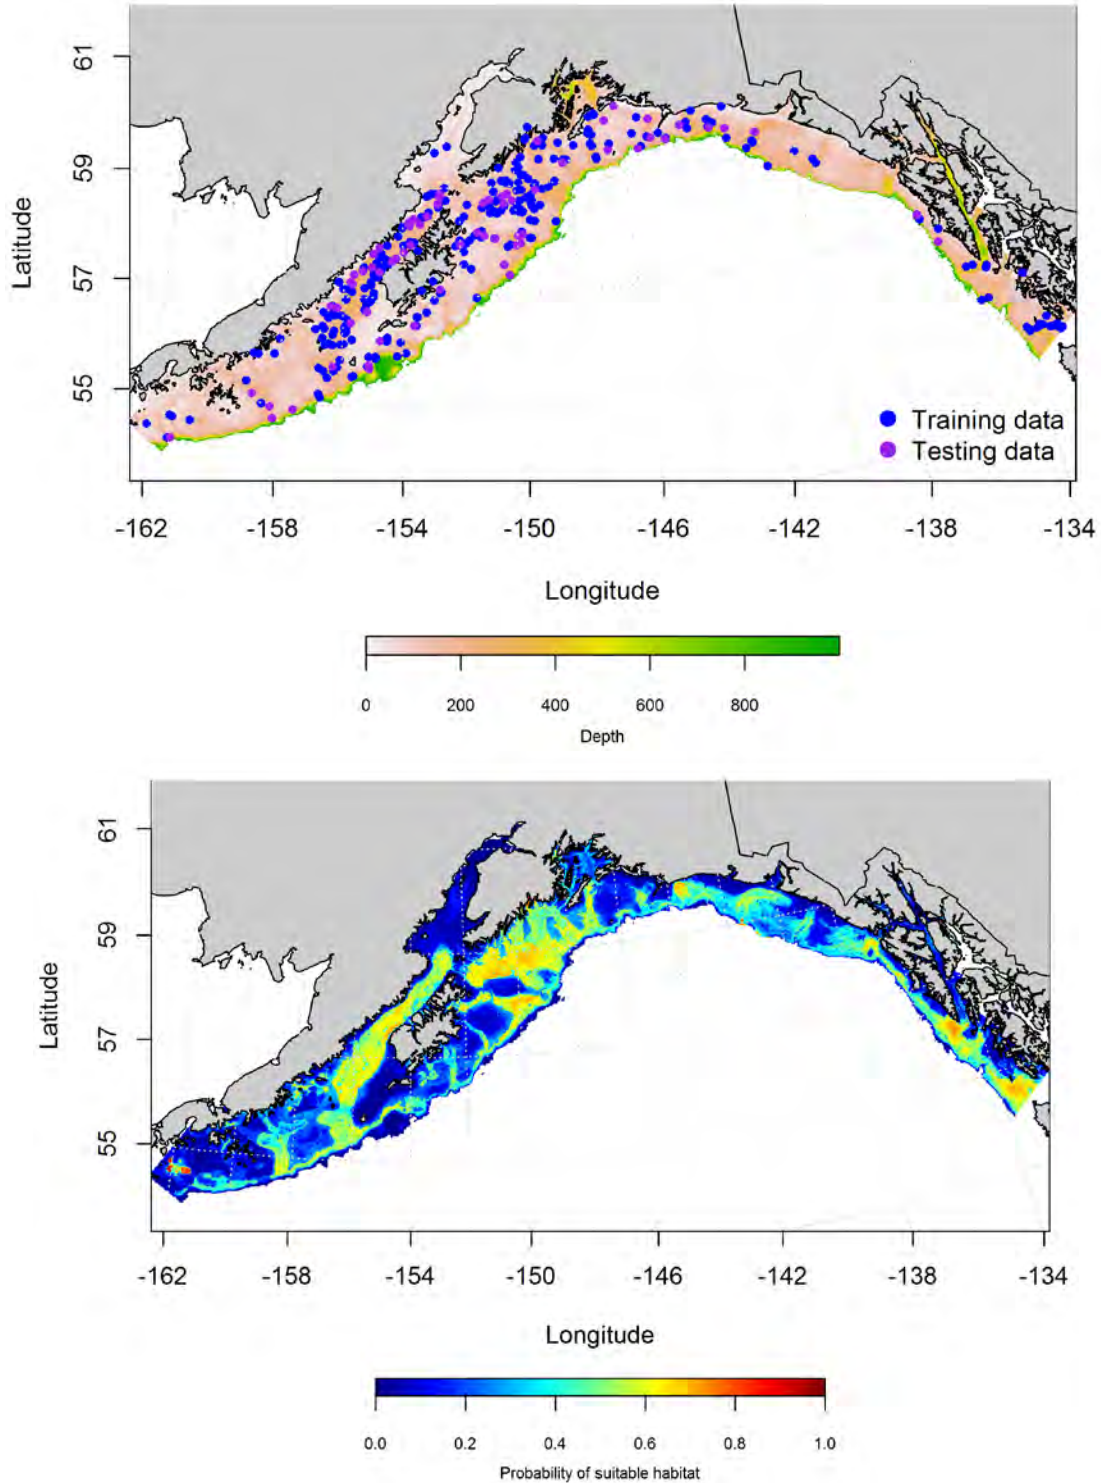 61
59
57
55
Latitude
Training data
Testing data
-162 -158 -154 -150 -146 -142 -138 -134
Longitude
0 200 400 600 800
Depth
61
59
57
55
Latitude
-162 -158 -154 -150 -146 -142 -138 -134
Longitude
0.0 0.2 0.4 0.6 0.8 1.0
Probability of suitable habitat